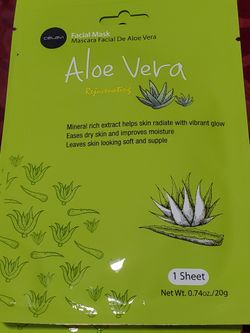 CELAVI
Facial Mask
Mascara Facial De Aloe Vera
Aloe Vera
Rejuvenating
Mineral rich extract helps skin radiate with vibrant glow
Eases dry skin and improves moisture
Leaves skin looking soft and supple
1 Sheet
Net Wt. 0.74oz./20g